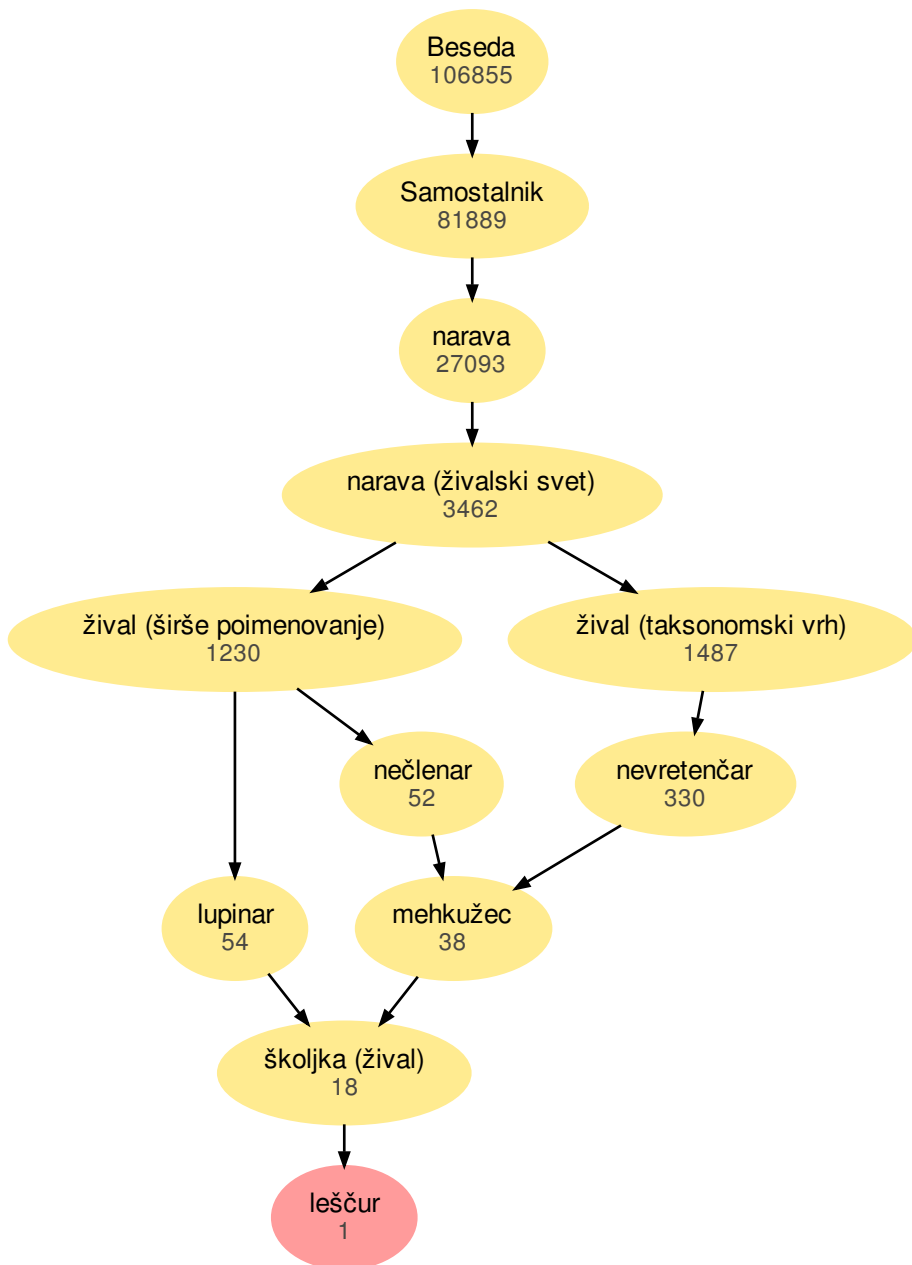 Beseda
106855
Samostalnik
81889
narava
27093
narava (živalski svet)
3462
žival (širše poimenovanje)
1230
žival (taksonomski vrh)
1487
nečlenar
52
nevretenčar
330
lupinar
54
mehkužec
38
školjka (žival)
18
leščur
1